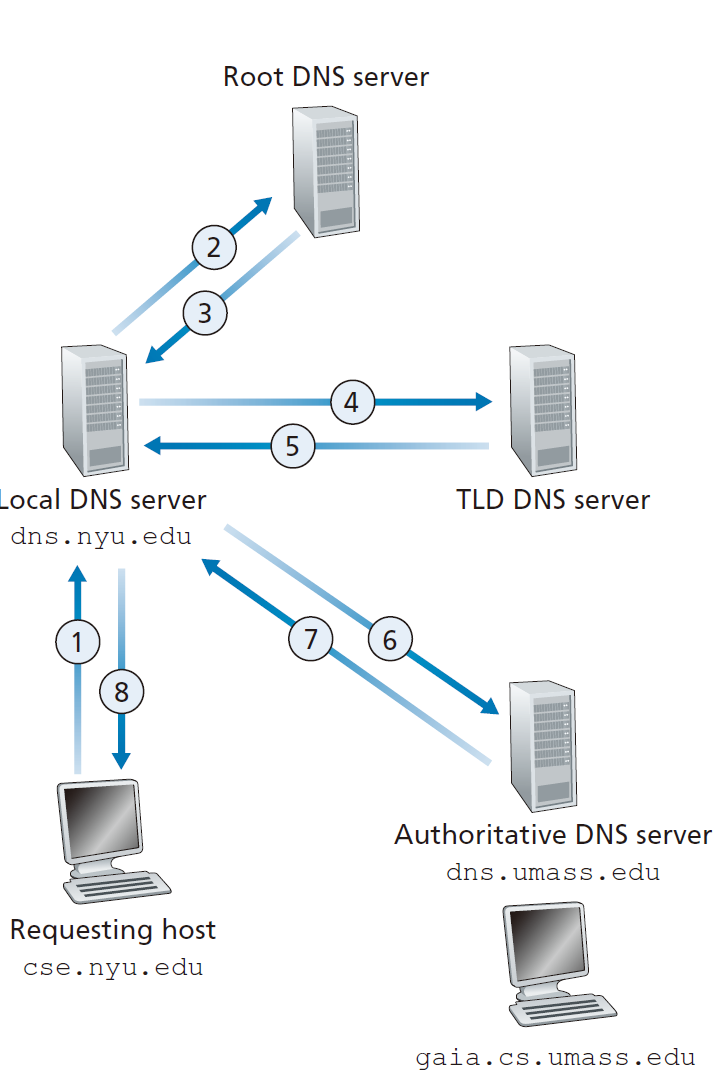 Root DNS server
2
3
4
5
Local DNS server
dns.nyu.edu
TLD DNS server
1
8
7
6
Requesting host
cse.nyu.edu
Authoritative DNS server
dns.umass.edu
gaia.cs.umass.edu